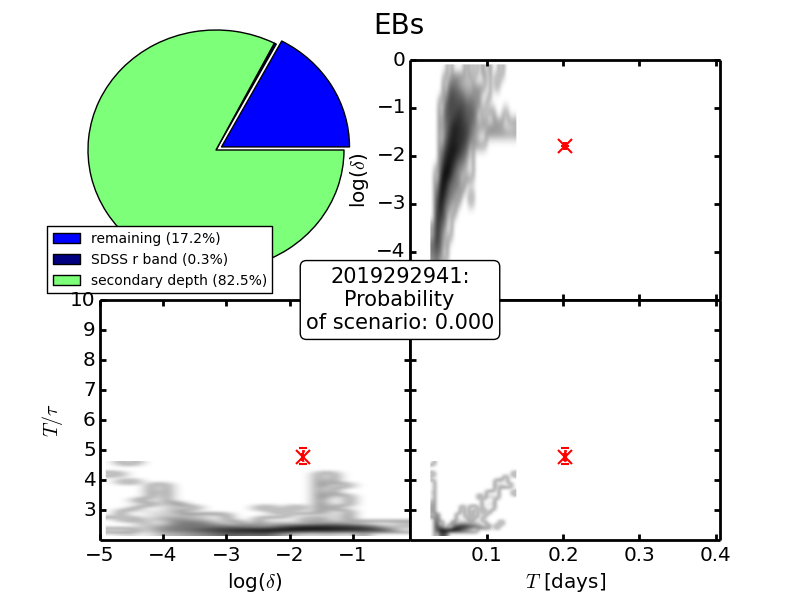 EBs
remaining (17.2%)
SDSS r band (0.3%)
secondary depth (82.5%)
0
−1
−2
−3
−4
log(δ)
2019292941:
Probability
of scenario: 0.000
10
9
8
7
6
5
4
3
T/τ
−5 −4 −3 −2 −1
log(δ)
0.1 0.2 0.3 0.4
T [days]